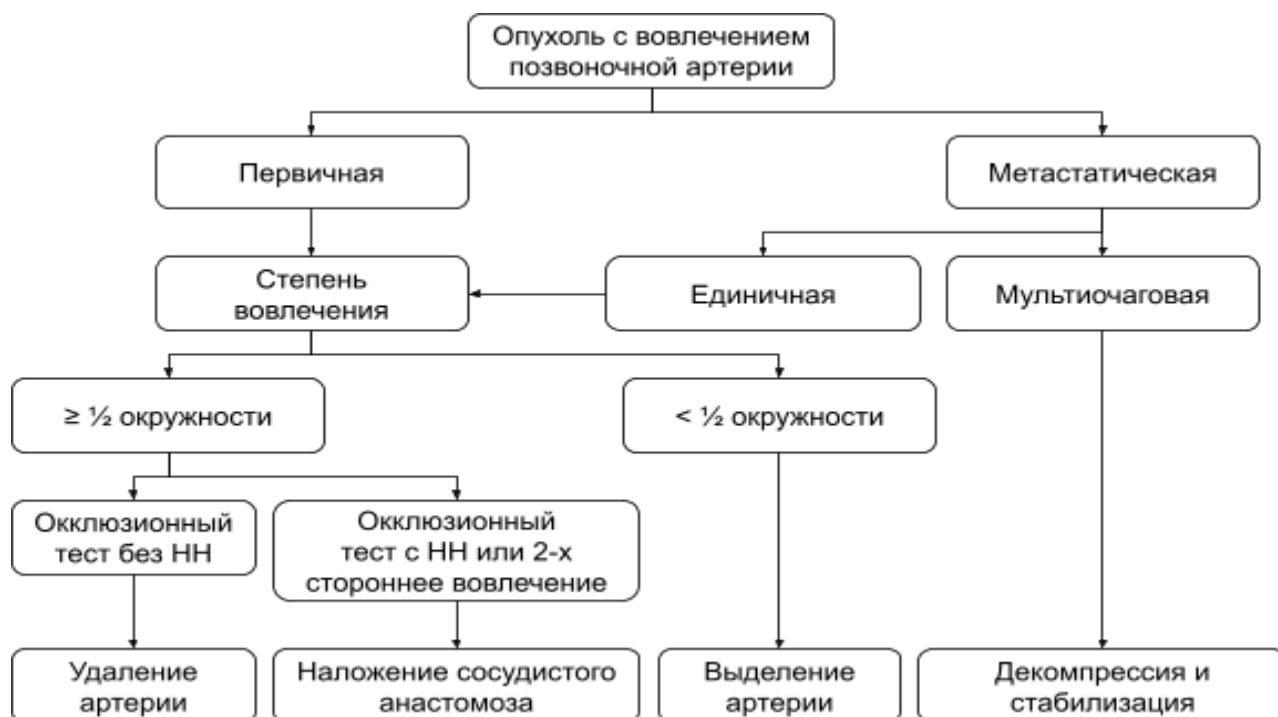 Опухоль с вовлечением
позвоночной артерии
Первичная
Метастатическая
Степень
вовлечения
Единичная
Мультиочаговая
≥ ½ окружности
< ½ окружности
Окклюзионный
тест без НН
Окклюзионный
тест с НН или 2-х
стороннее вовлечение
Удаление
артерии
Наложение сосудистого
анастомоза
Выделение
артерии
Декомпрессия и
стабилизация